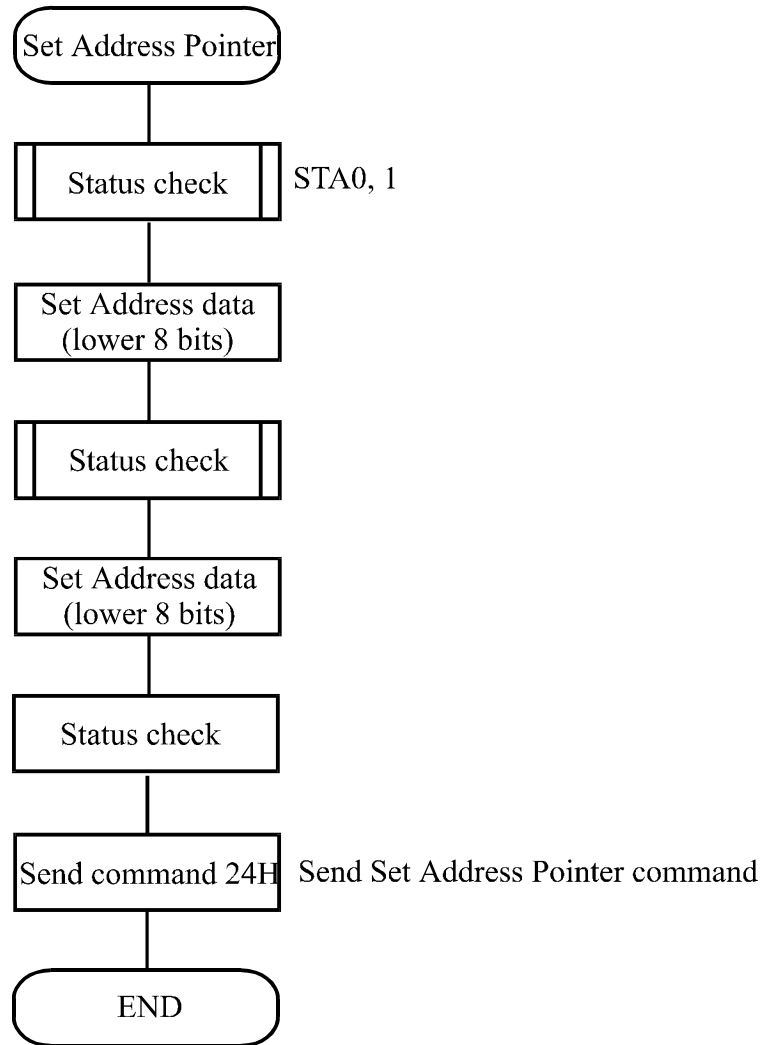 Set Address Pointer
Status check
STA0, 1
Set Address data
(lower 8 bits)
Status check
Set Address data
(lower 8 bits)
Status check
Send command 24H
Send Set Address Pointer command
END